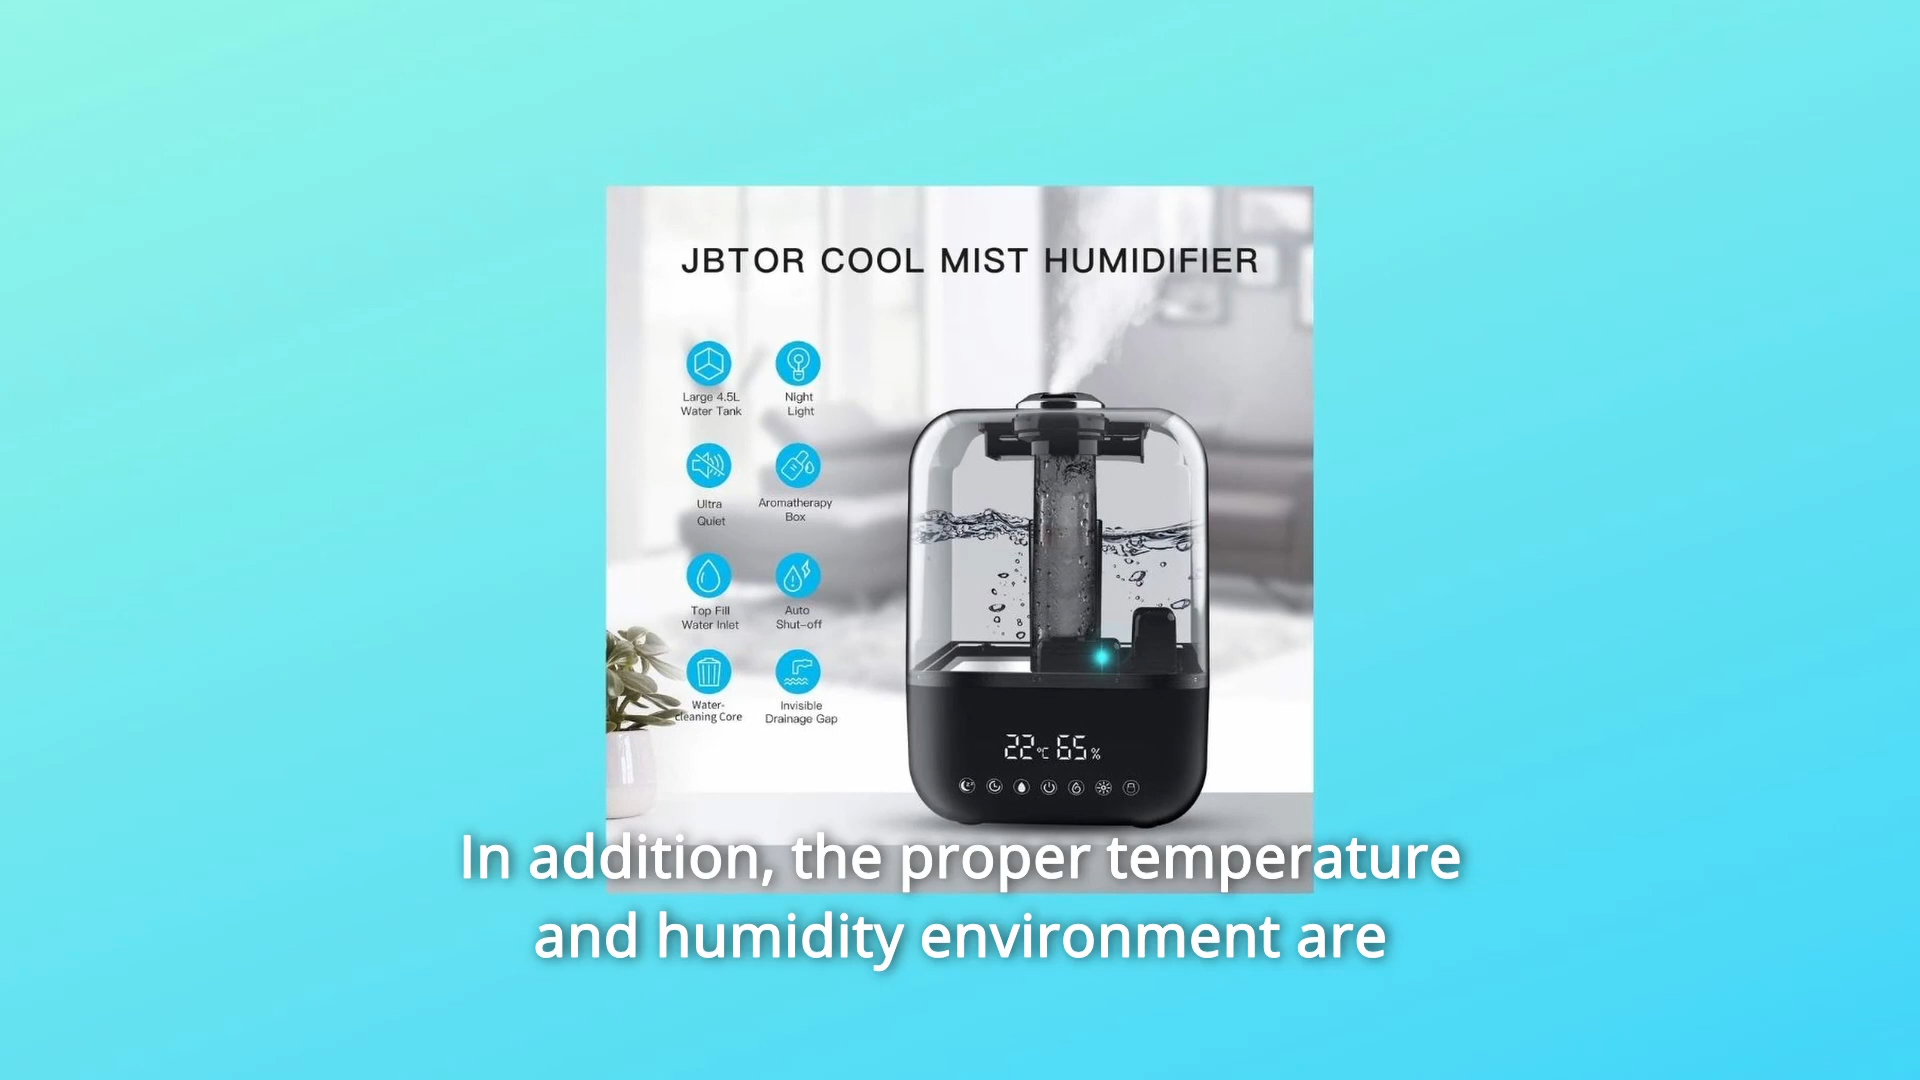 JBTOR COOL MIST HUMIDIFIER
Large 4.5L
Water Tank
Night
Light
Ultra
Quiet
Aromatherapy
Box
Top Fill
Water Inlet
Auto
Shut-off
Water-
cleaning Core
Invisible
Drainage Gap
22°C 65%
In addition, the proper temperature
and humidity environment are